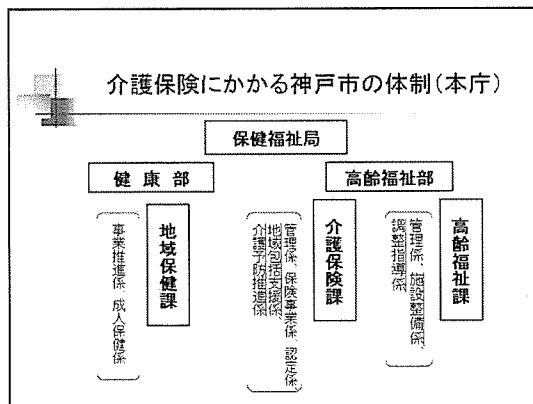 介護保険にかかる神戸市の体制(本庁)
保健福祉局
健康部
高齢福祉部
地域保健課
事業推進係、成人保健係
介護保険課
管理係、保険事業係、認定係、
地域包括支援係、
介護予防推進係
高齢福祉課
管理係、施設整備係、
調整指導係